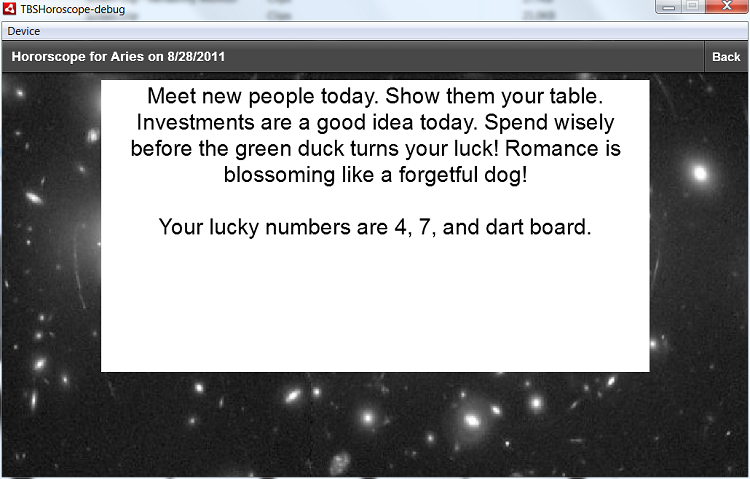 TBSHoroscope-debug
Device
Hororscope for Aries on 8/28/2011
Back
Meet new people today. Show them your table.
Investments are a good idea today. Spend wisely
before the green duck turns your luck! Romance is
blossoming like a forgetful dog!
Your lucky numbers are 4, 7, and dart board.